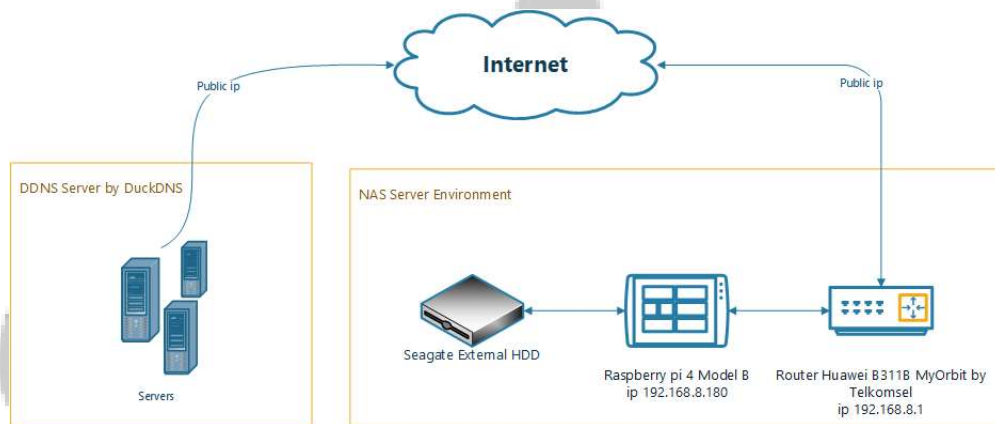 Internet
Public ip
Public ip
DDNS Server by DuckDNS
NAS Server Environment
Seagate External HDD
Servers
Raspberry pi 4 Model B
ip 192.168.8.180
Router Huawei B311B MyOrbit by
Telkomsel
ip 192.168.8.1